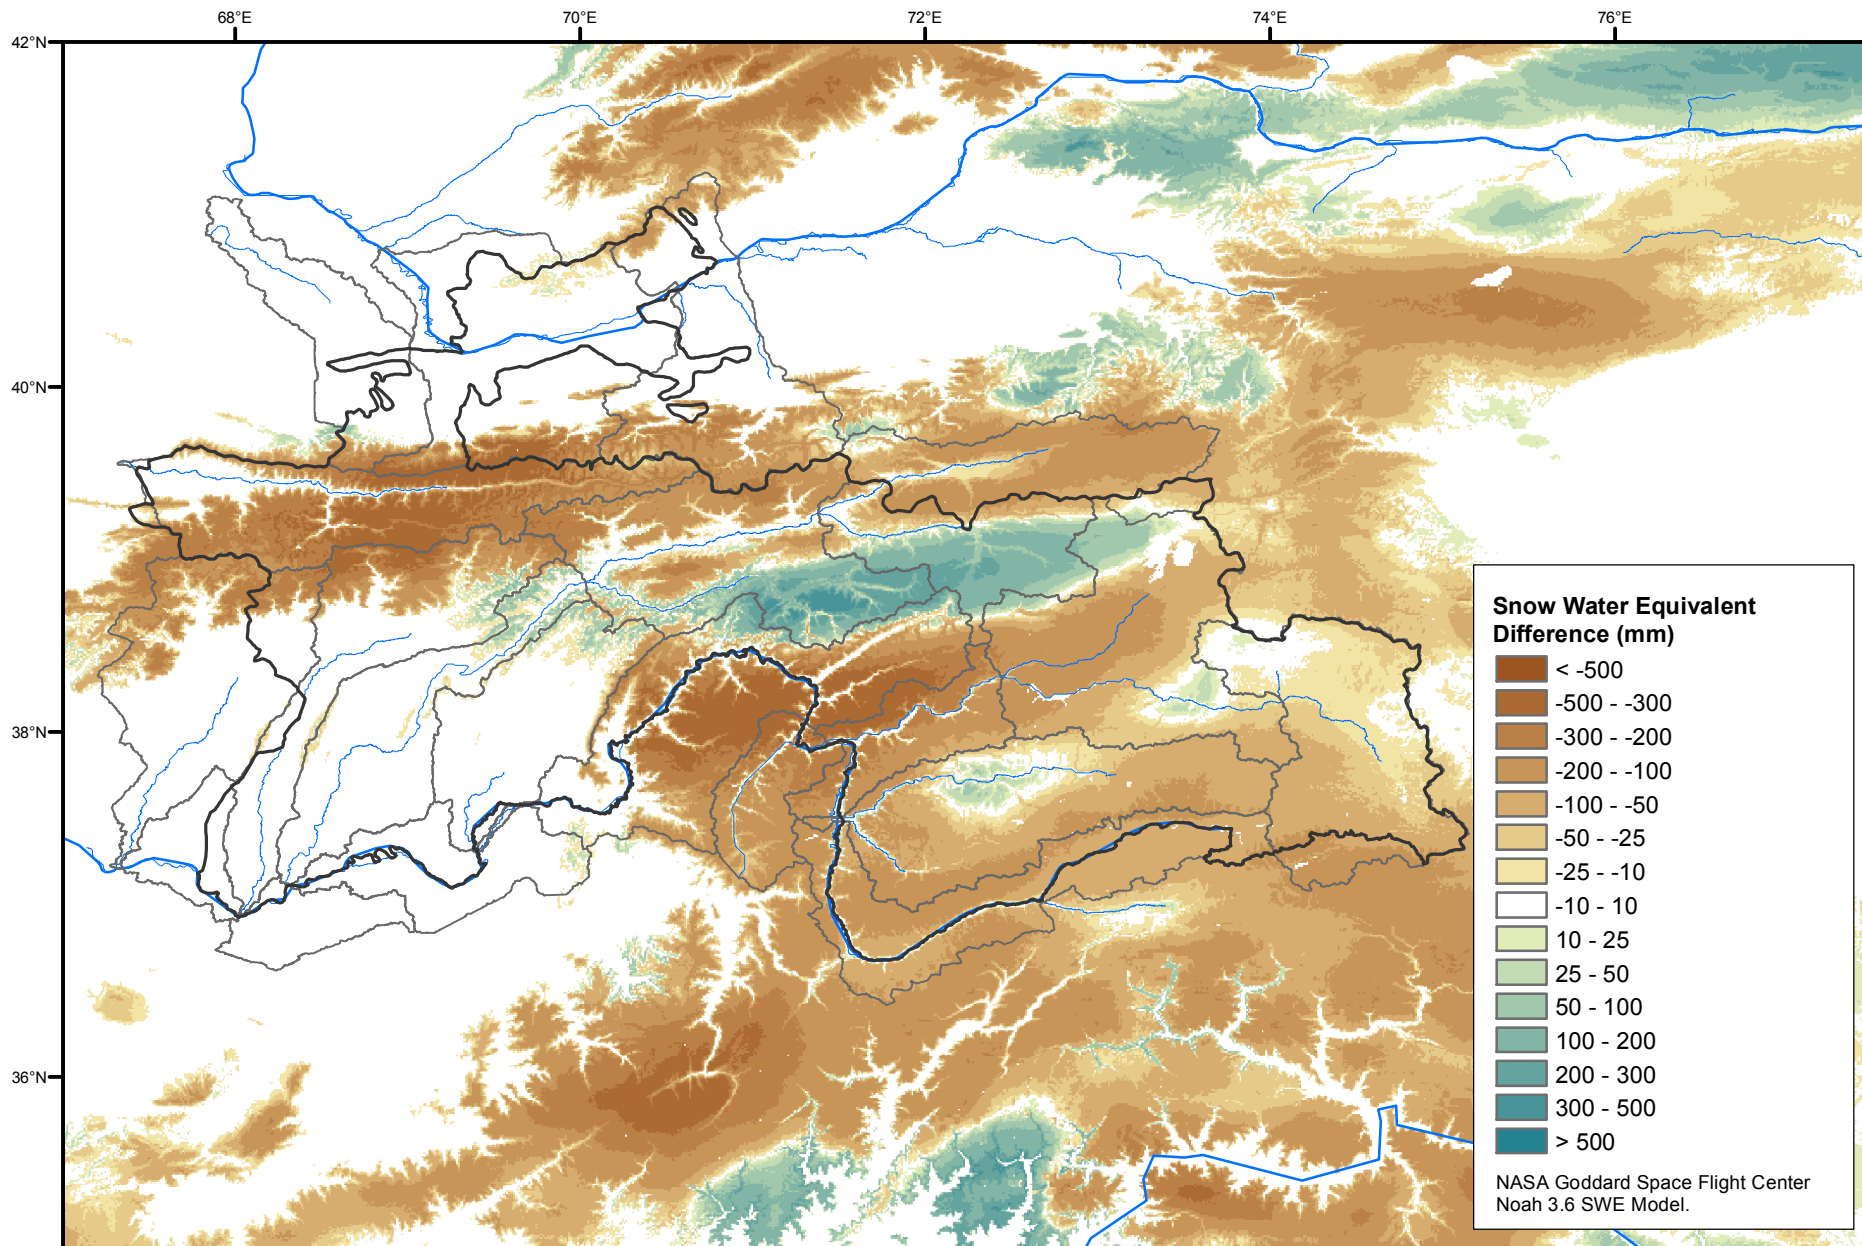 68°E 70°E 72°E 74°E 76°E
42°N
40°N
38°N
36°N
Snow Water Equivalent
Difference (mm)
< -500
-500 - -300
-300 - -200
-200 - -100
-100 - -50
-50 - -25
-25 - -10
-10 - 10
10 - 25
25 - 50
50 - 100
100 - 200
200 - 300
300 - 500
> 500
NASA Goddard Space Flight Center
Noah 3.6 SWE Model.